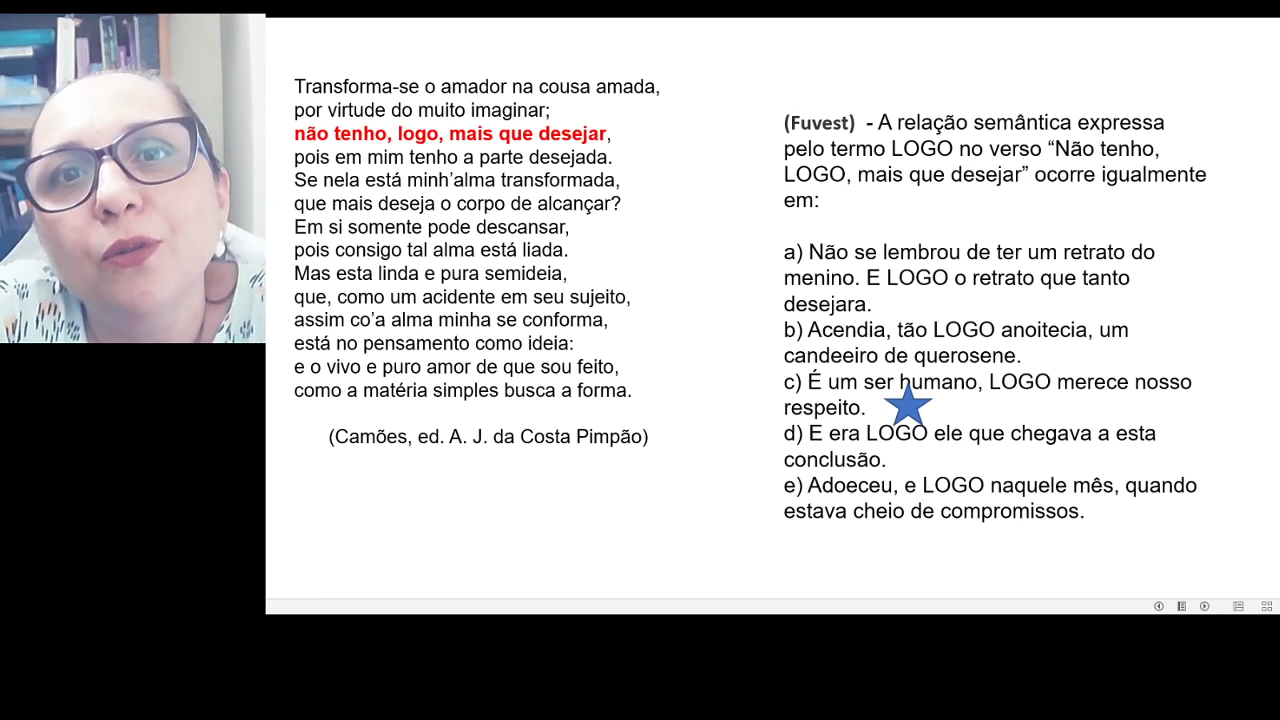 Transforma-se o amador na cousa amada,
por virtude do muito imaginar;
não tenho, logo, mais que desejar,
pois em mim tenho a parte desejada.
Se nela está minh’alma transformada,
que mais deseja o corpo de alcançar?
Em si somente pode descansar,
pois consigo tal alma está liada.
Mas esta linda e pura semideia,
que, como um acidente em seu sujeito,
assim co’a alma minha se conforma,
está no pensamento como ideia:
e o vivo e puro amor de que sou feito,
como a matéria simples busca a forma.
(Camões, ed. A. J. da Costa Pimpão)
(Fuvest) - A relação semântica expressa
pelo termo LOGO no verso “Não tenho,
LOGO, mais que desejar” ocorre igualmente
em:
a) Não se lembrou de ter um retrato do
menino. E LOGO o retrato que tanto
desejara.
b) Acendia, tão LOGO anoitecia, um
candeeiro de querosene.
c) É um ser humano, LOGO merece nosso
respeito.
d) E era LOGO ele que chegava a esta
conclusão.
e) Adoeceu, e LOGO naquele mês, quando
estava cheio de compromissos.